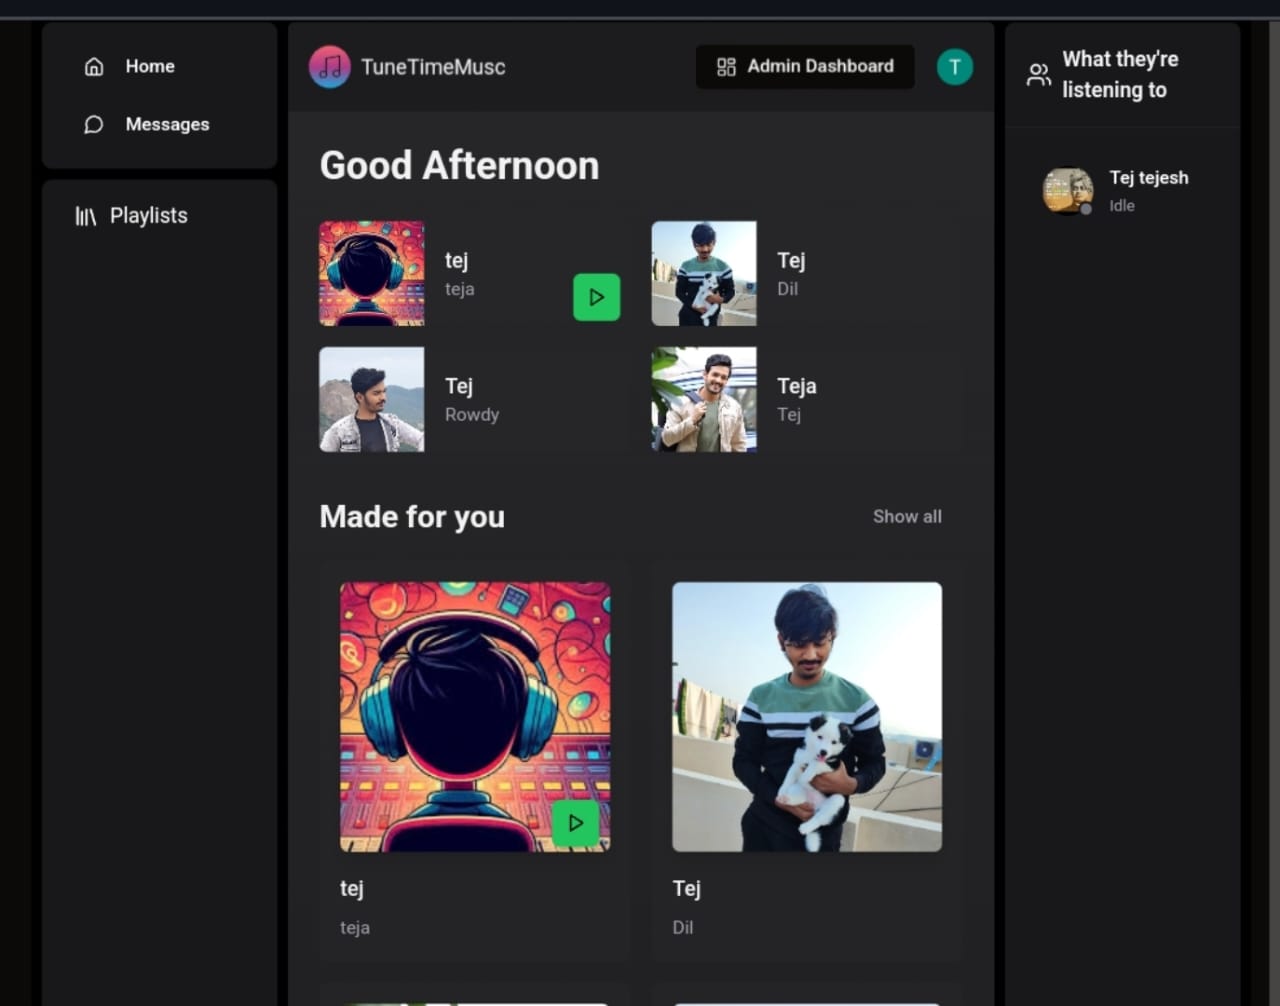 Home
Messages
Playlists
TuneTimeMusc
Admin Dashboard
T
Good Afternoon
tej
teja
Tej
Dil
Tej
Rowdy
Teja
Tej
Made for you
Show all
tej
teja
Tej
Dil
What they're
listening to
Tej tejesh
Idle